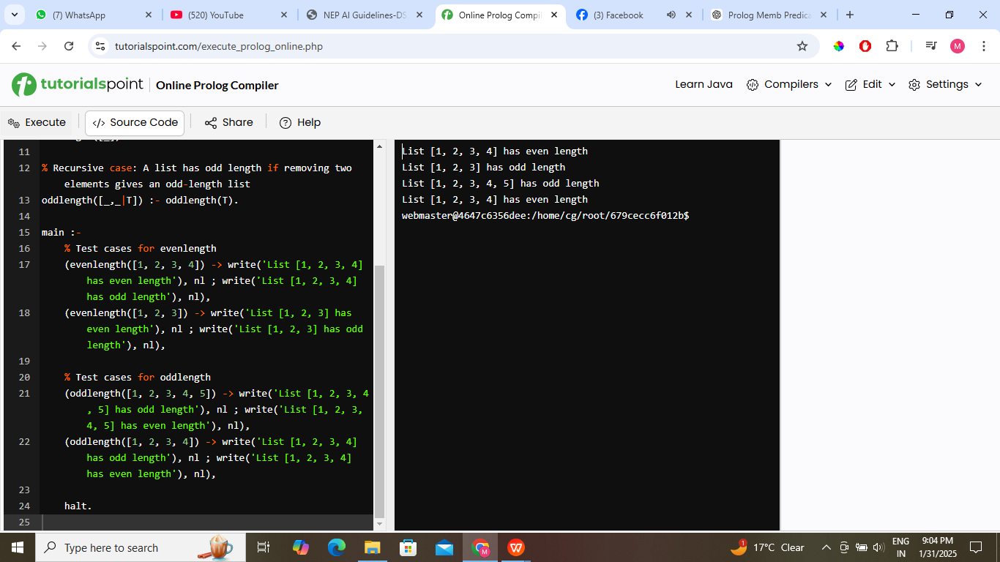 (7) WhatsApp
(520) YouTube
NEP AI Guidelines-DS
Online Prolog Compil
(3) Facebook
Prolog Memb Predica
tutorialspoint.com/execute_prolog_online.php
M
tutorialspoint
Online Prolog Compiler
Learn Java
Compilers
Edit
Settings
Execute
</> Source Code
Share
Help
11
12 % Recursive case: A list has odd length if removing two
elements gives an odd-length list
13 oddlength([_,_|T]) :- oddlength(T).
14
15 main :-
16 % Test cases for evenlength
17 (evenlength([1, 2, 3, 4]) -> write('List [1, 2, 3, 4]
has even length'), nl ; write('List [1, 2, 3, 4]
has odd length'), nl),
18 (evenlength([1, 2, 3]) -> write('List [1, 2, 3] has
even length'), nl ; write('List [1, 2, 3] has odd
length'), nl),
19
20 % Test cases for oddlength
21 (oddlength([1, 2, 3, 4, 5]) -> write('List [1, 2, 3, 4
, 5] has odd length'), nl ; write('List [1, 2, 3,
4, 5] has even length'), nl),
22 (oddlength([1, 2, 3, 4]) -> write('List [1, 2, 3, 4]
has odd length'), nl ; write('List [1, 2, 3, 4]
has even length'), nl),
23
24 halt.
25
List [1, 2, 3, 4] has even length
List [1, 2, 3] has odd length
List [1, 2, 3, 4, 5] has odd length
List [1, 2, 3, 4] has even length
webmaster@4647c6356dee:/home/cg/root/679cecc6f012b$
Type here to search
M
W
1
17°C Clear
ENG
IN
9:04 PM
1/31/2025